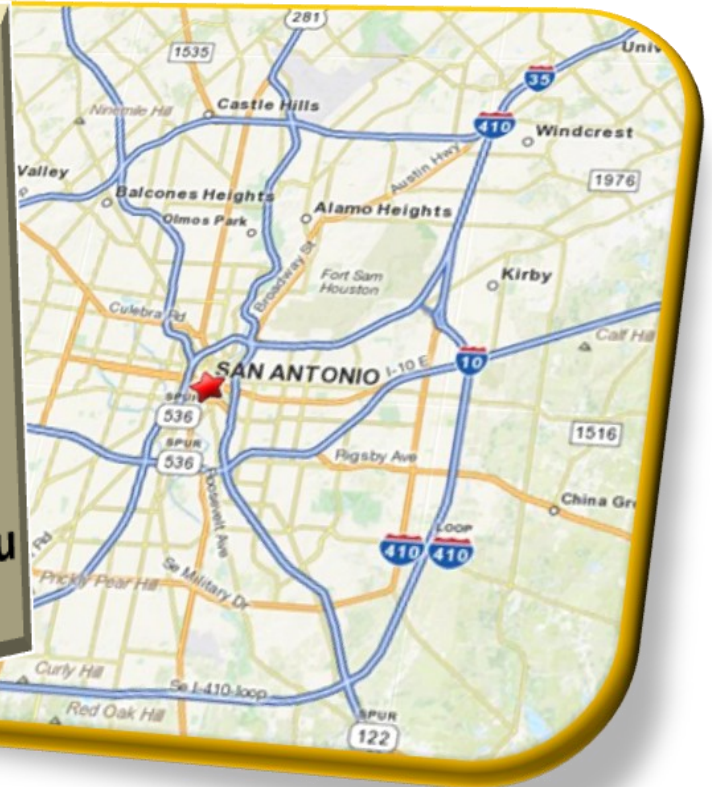 281
1535
Univ
35
Ninemile Hill
Castle Hills
410
Windcrest
Valley
Austin Hwy
1976
Balcones Heights
Olmos Park
Alamo Heights
Broadway St
Fort Sam
Houston
Kirby
Culebra Rd
Calf Hill
10
SAN ANTONIO
I-10 E
SPUR
536
1516
SPUR
536
Rigsby Ave
China Gr
Roosevelt Ave
u
LOOP
410
410
Rd
Prickly Pear Hill
Se Military Dr
Curly Hill
Se I-410-loop
Red Oak Hill
SPUR
122